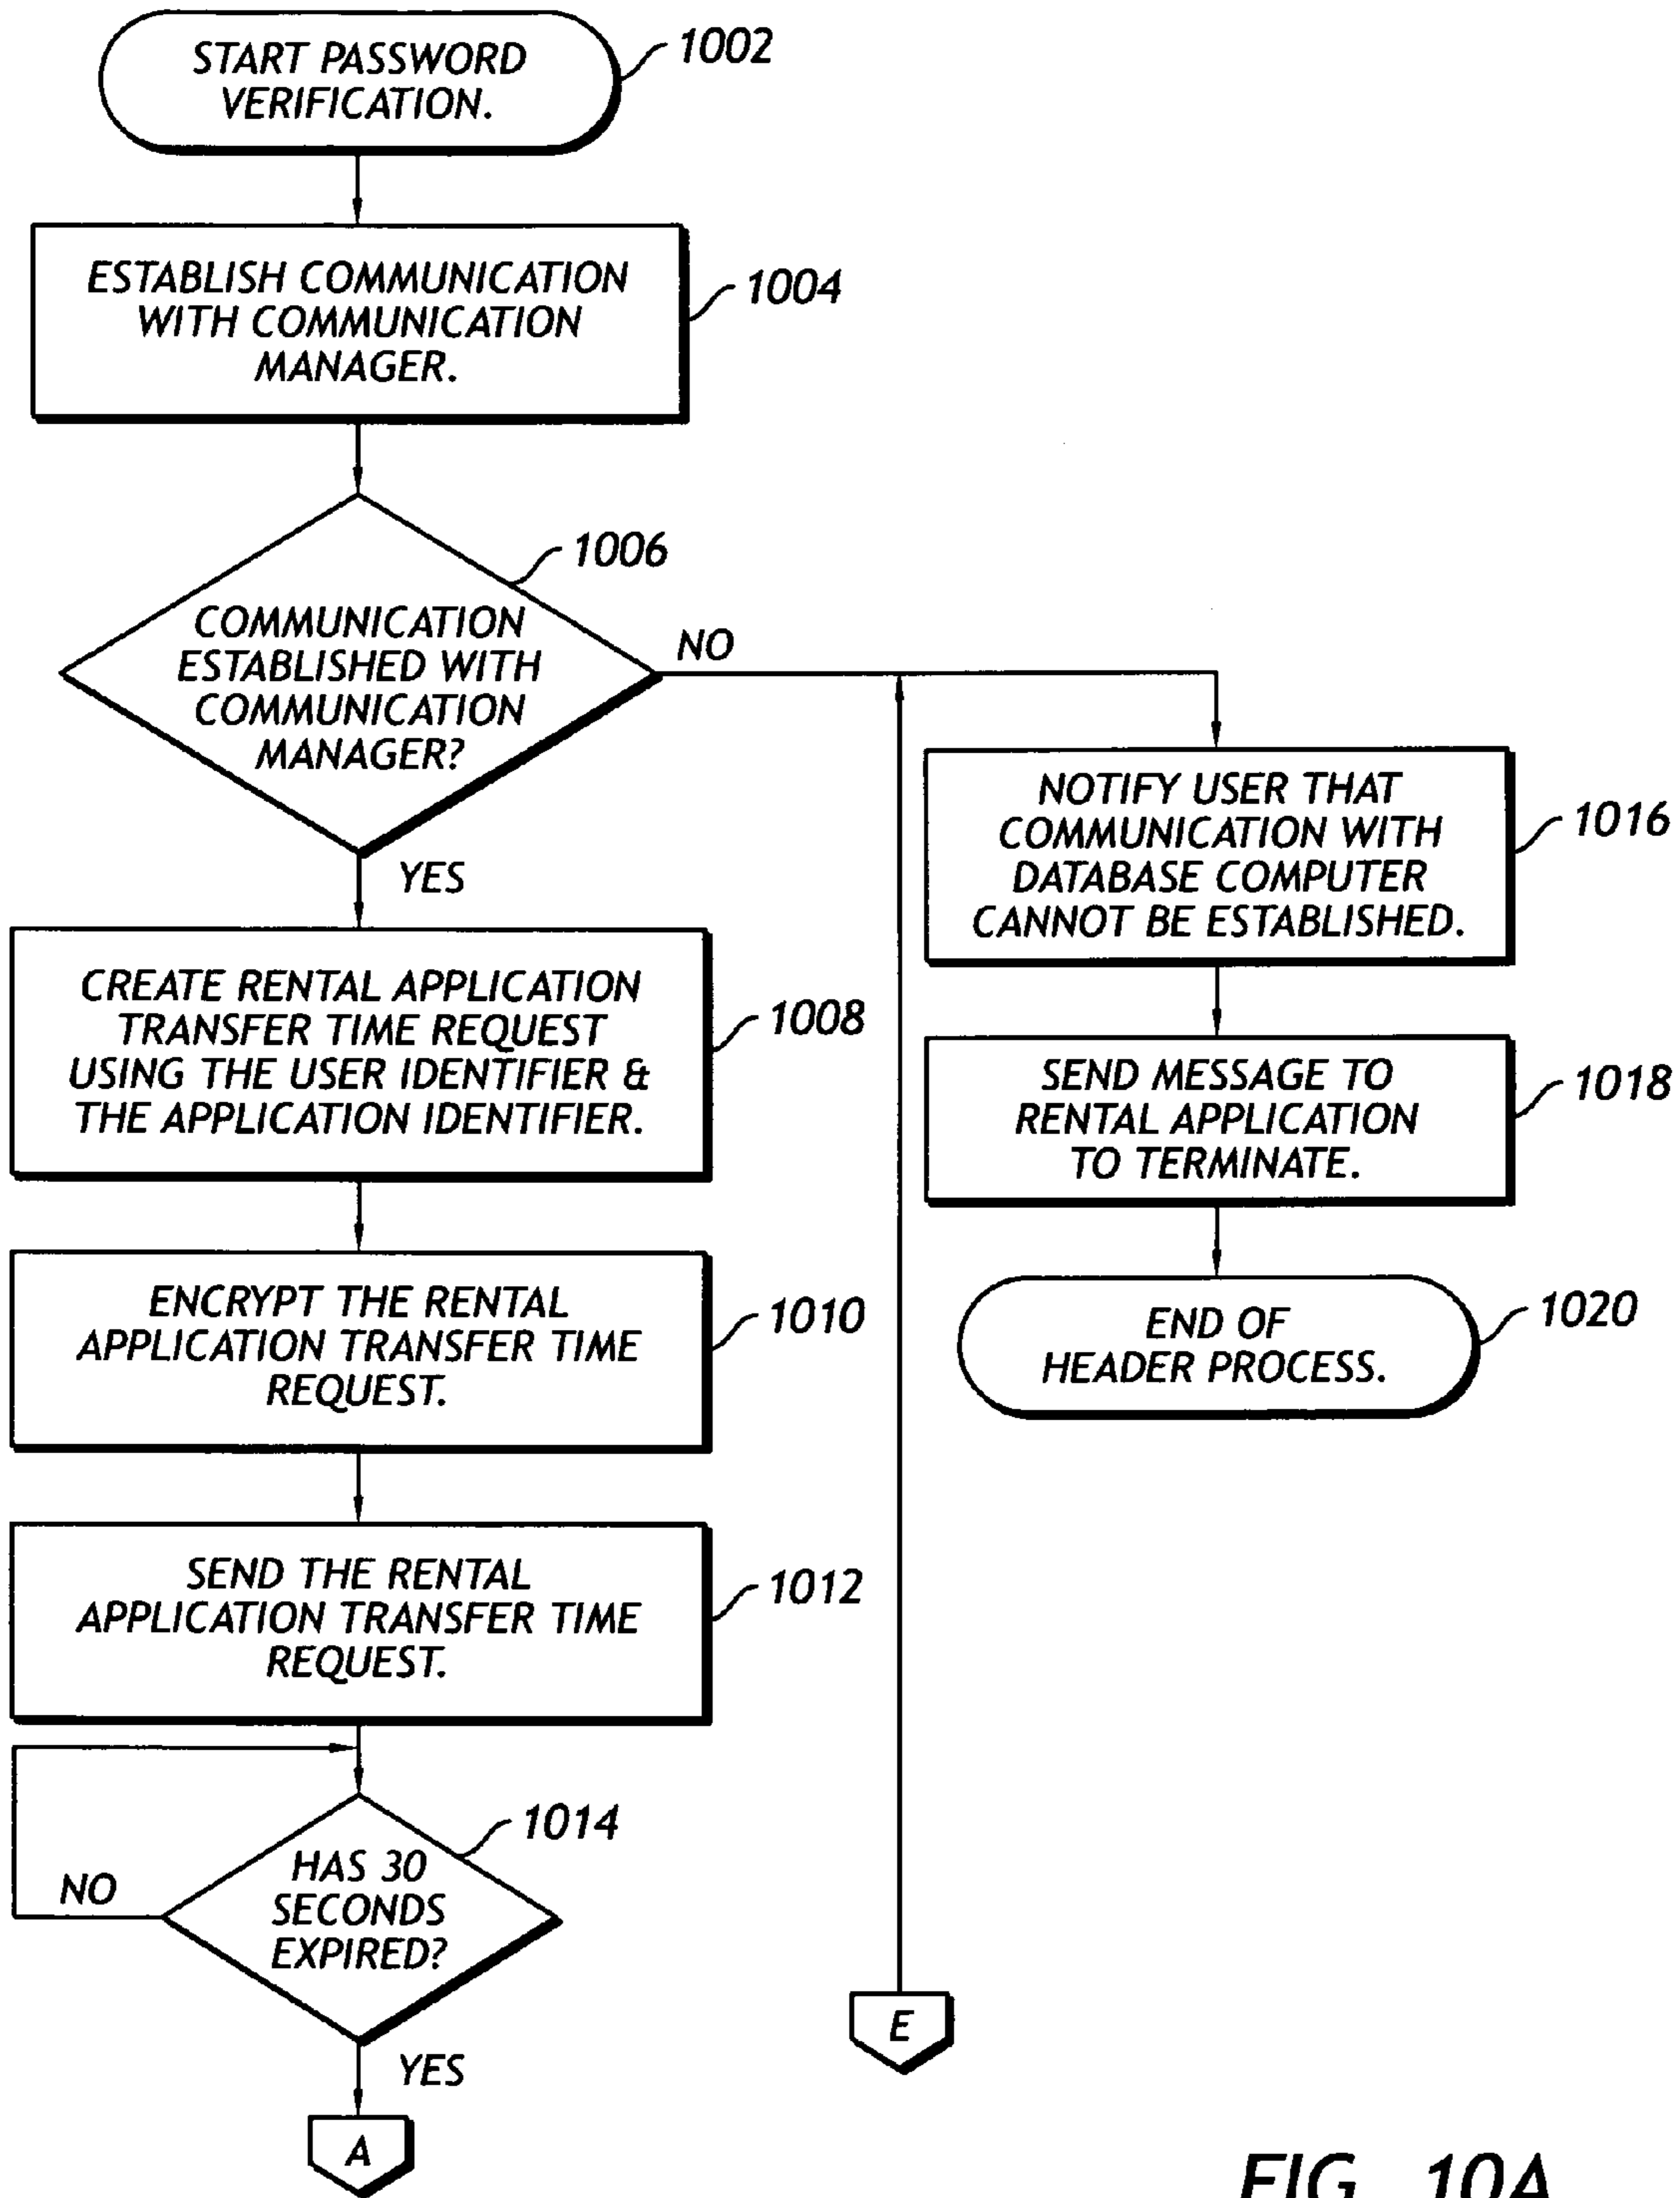 START PASSWORD
VERIFICATION.
1002
ESTABLISH COMMUNICATION
WITH COMMUNICATION
MANAGER.
1004
1006
COMMUNICATION
ESTABLISHED WITH
COMMUNICATION
MANAGER?
NO
YES
NOTIFY USER THAT
COMMUNICATION WITH
DATABASE COMPUTER
CANNOT BE ESTABLISHED.
1016
CREATE RENTAL APPLICATION
TRANSFER TIME REQUEST
USING THE USER IDENTIFIER &
THE APPLICATION IDENTIFIER.
1008
SEND MESSAGE TO
RENTAL APPLICATION
TO TERMINATE.
1018
ENCRYPT THE RENTAL
APPLICATION TRANSFER TIME
REQUEST.
1010
END OF
HEADER PROCESS.
1020
SEND THE RENTAL
APPLICATION TRANSFER TIME
REQUEST.
1012
1014
HAS 30
SECONDS
EXPIRED?
NO
YES
E
A
FIG. 10A